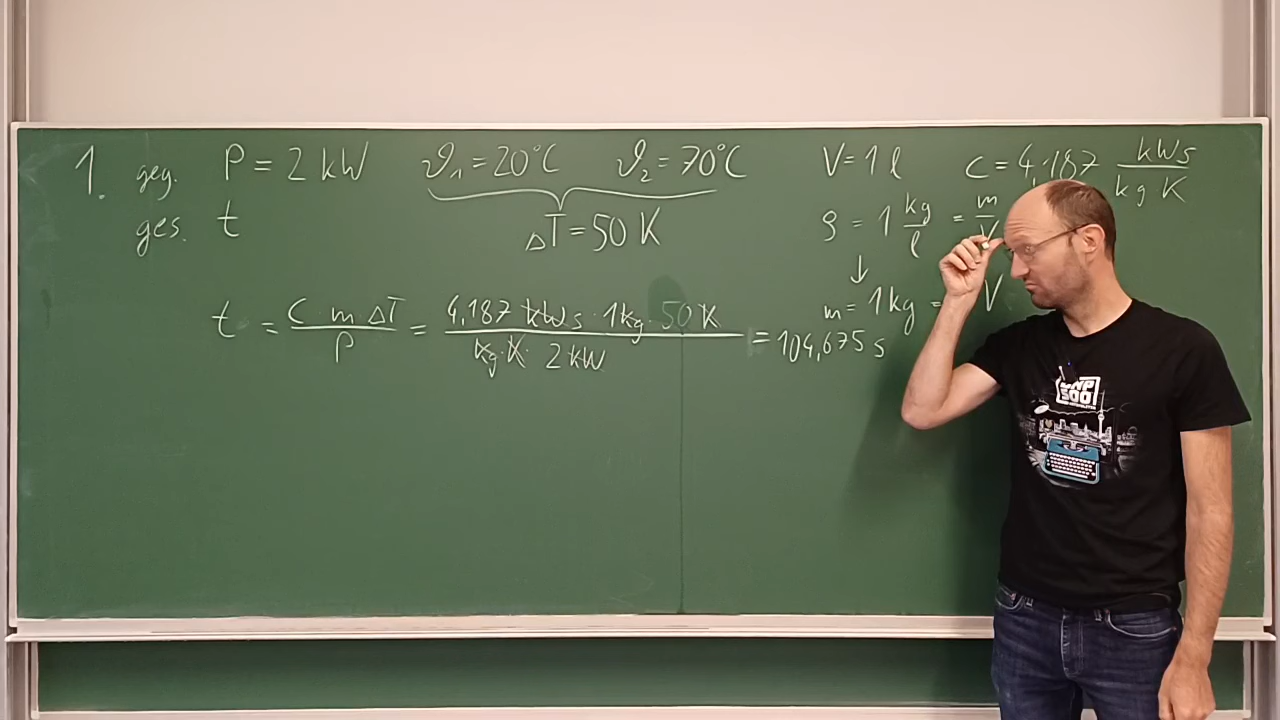 1. geg. P = 2 kW ϑ₁ = 20°C ϑ₂ = 70°C V = 1 l c = 4,187 kWs / kg K
ges. t ΔT = 50 K ρ = 1 kg/l = m/V
↓
m = 1 kg = V
t = c · m ΔT / P = 4,187 kWs · 1kg · 50 K / kg · K · 2 kW = 104,675 s
500